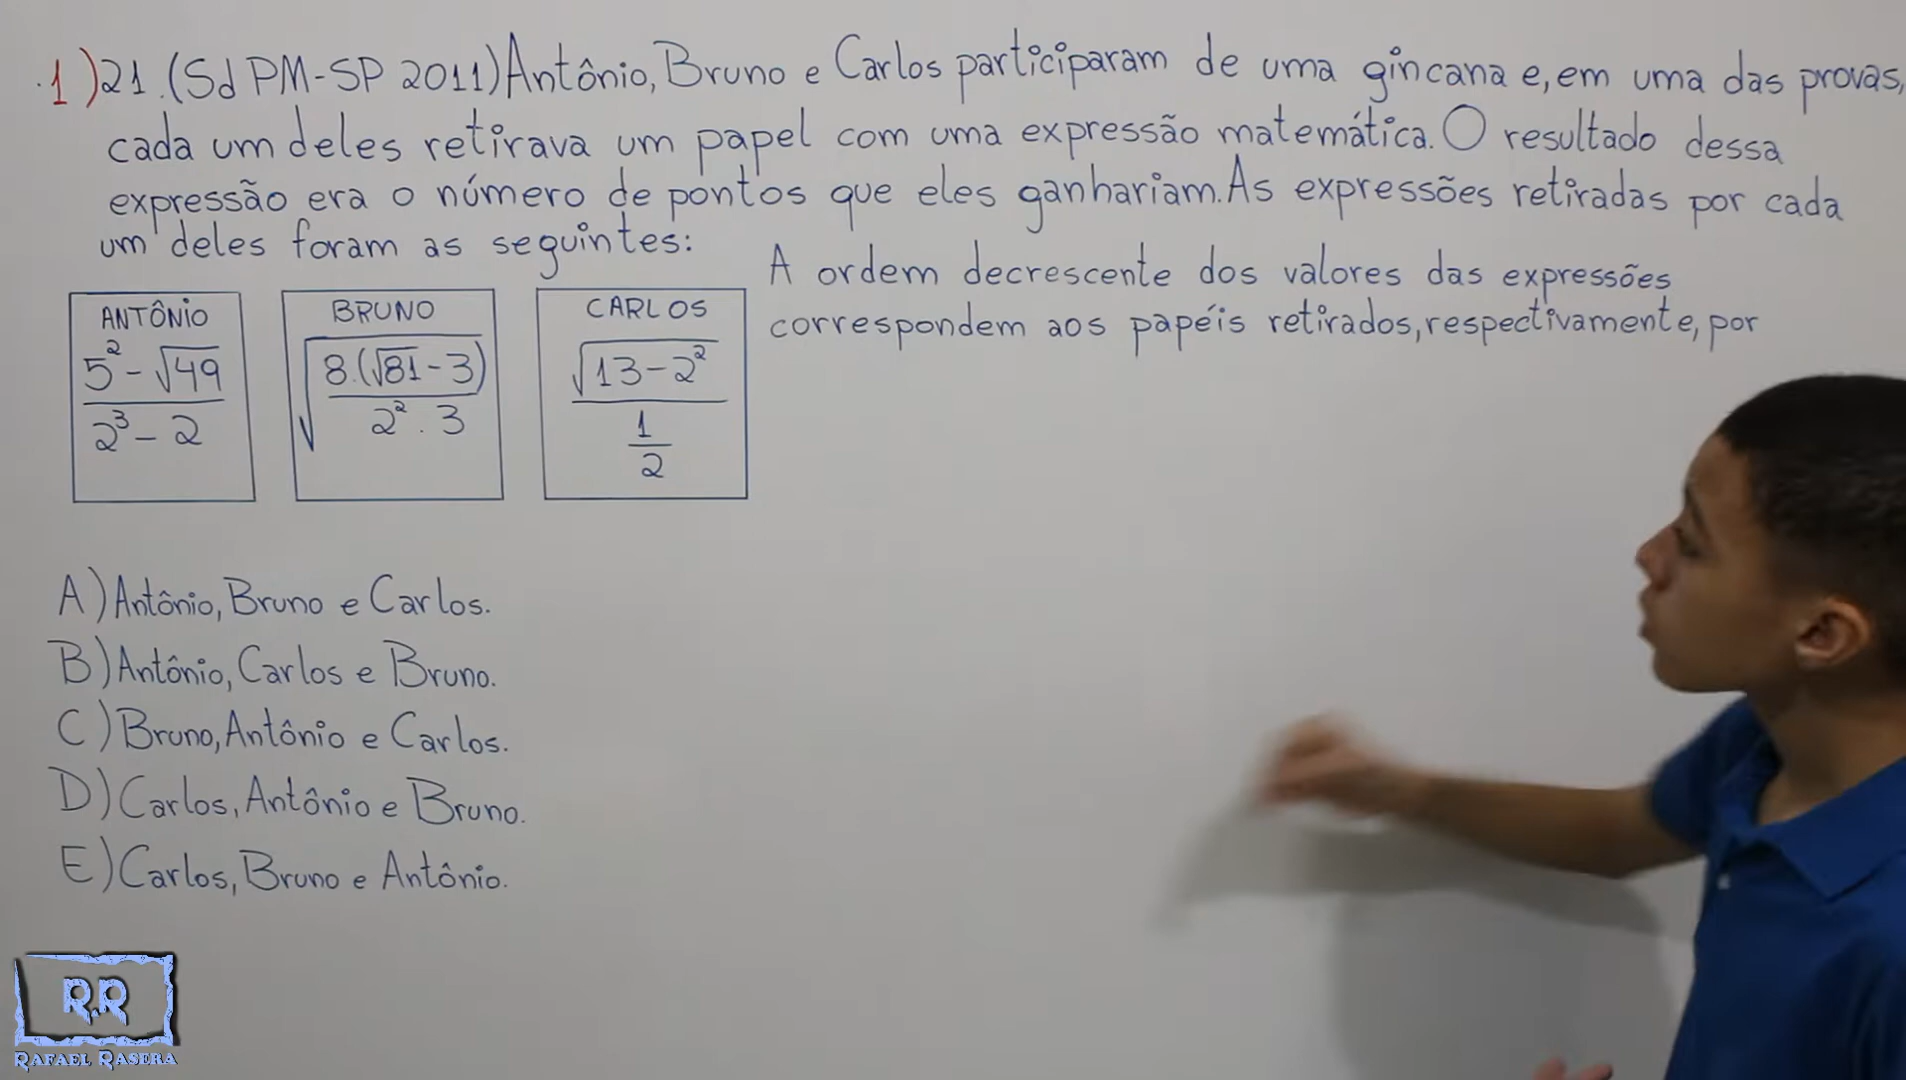 1)21.(Sd PM-SP 2011)Antônio, Bruno e Carlos participaram de uma gincana e, em uma das provas,
cada um deles retirava um papel com uma expressão matemática. O resultado dessa
expressão era o número de pontos que eles ganhariam. As expressões retiradas por cada
um deles foram as seguintes:
A ordem decrescente dos valores das expressões
correspondem aos papéis retirados, respectivamente, por
ANTÔNIO
5² - √49
2³ - 2
BRUNO
√8.(√81 - 3)
2² . 3
CARLOS
√13 - 2²
1
2
A) Antônio, Bruno e Carlos.
B) Antônio, Carlos e Bruno.
C) Bruno, Antônio e Carlos.
D) Carlos, Antônio e Bruno.
E) Carlos, Bruno e Antônio.
R.R
RAFAEL RASERA